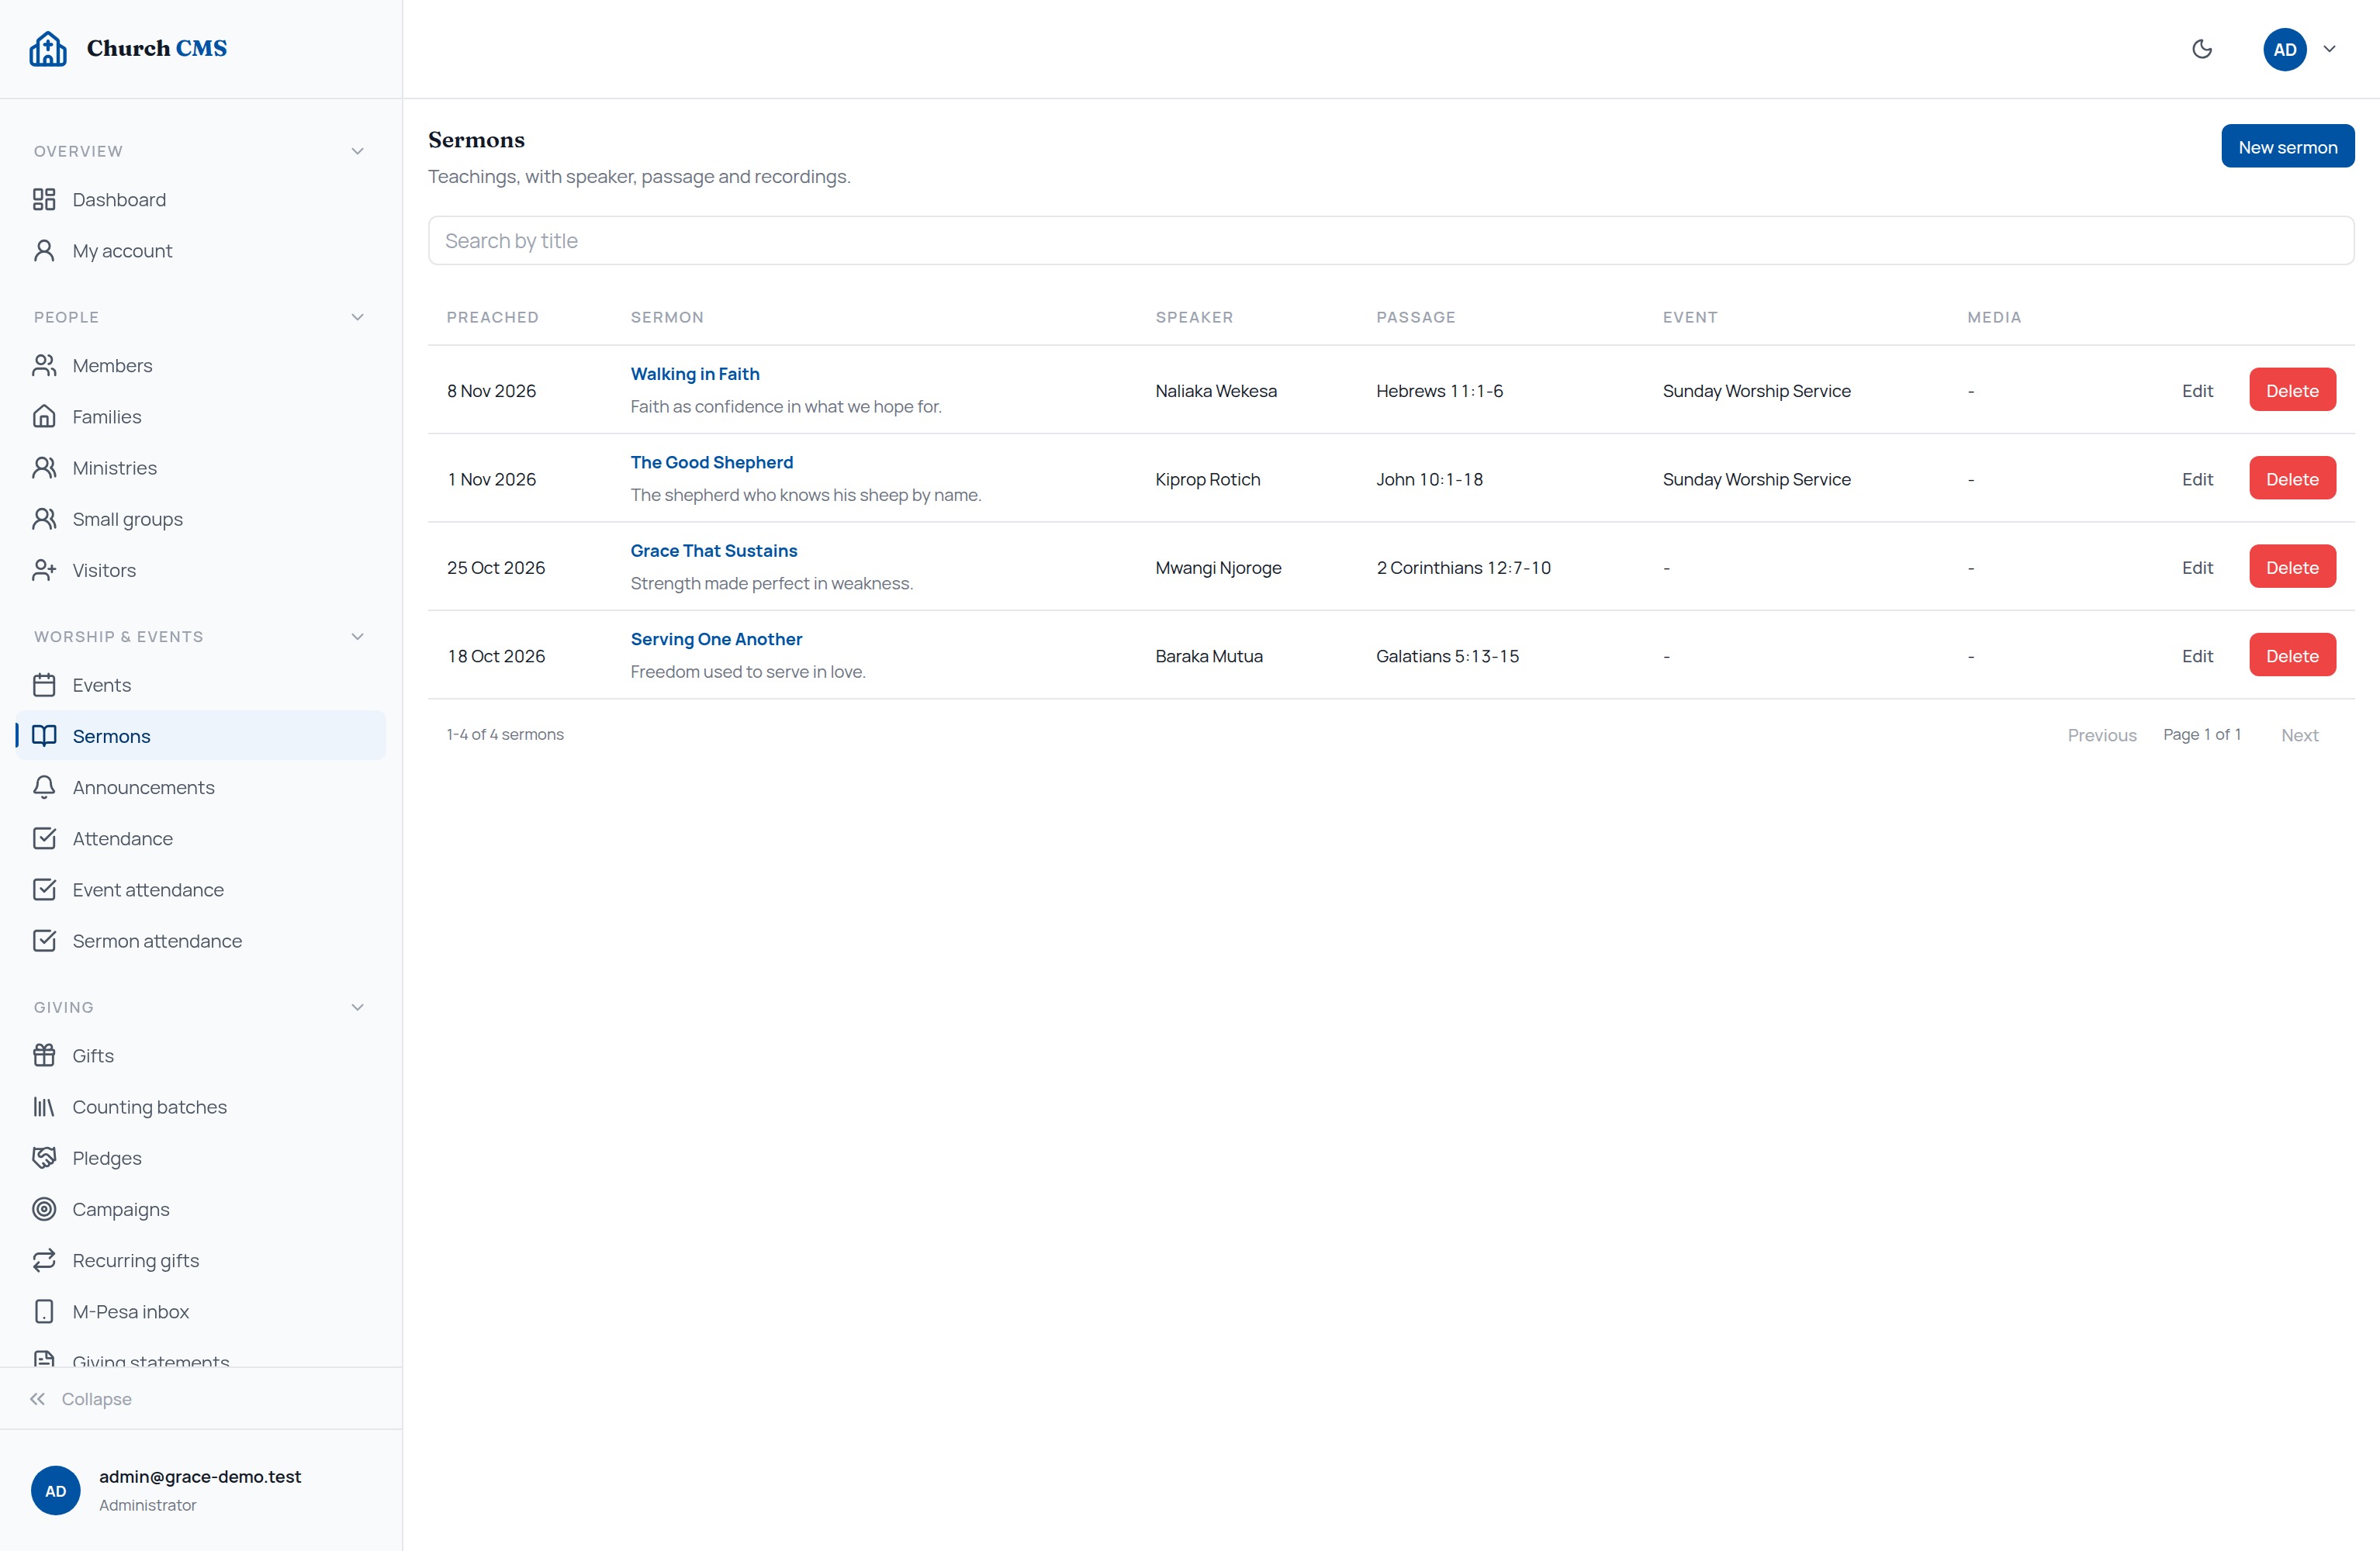 Church CMS
AD
OVERVIEW
Dashboard
My account
PEOPLE
Members
Families
Ministries
Small groups
Visitors
WORSHIP & EVENTS
Events
Sermons
Announcements
Attendance
Event attendance
Sermon attendance
GIVING
Gifts
Counting batches
Pledges
Campaigns
Recurring gifts
M-Pesa inbox
Giving statements
Collapse
AD
admin@grace-demo.test
Administrator
Sermons
Teachings, with speaker, passage and recordings.
New sermon
Search by title
PREACHED SERMON SPEAKER PASSAGE EVENT MEDIA
8 Nov 2026 Walking in Faith Naliaka Wekesa Hebrews 11:1-6 Sunday Worship Service - Edit Delete
Faith as confidence in what we hope for.
1 Nov 2026 The Good Shepherd Kiprop Rotich John 10:1-18 Sunday Worship Service - Edit Delete
The shepherd who knows his sheep by name.
25 Oct 2026 Grace That Sustains Mwangi Njoroge 2 Corinthians 12:7-10 - - Edit Delete
Strength made perfect in weakness.
18 Oct 2026 Serving One Another Baraka Mutua Galatians 5:13-15 - - Edit Delete
Freedom used to serve in love.
1-4 of 4 sermons Previous Page 1 of 1 Next